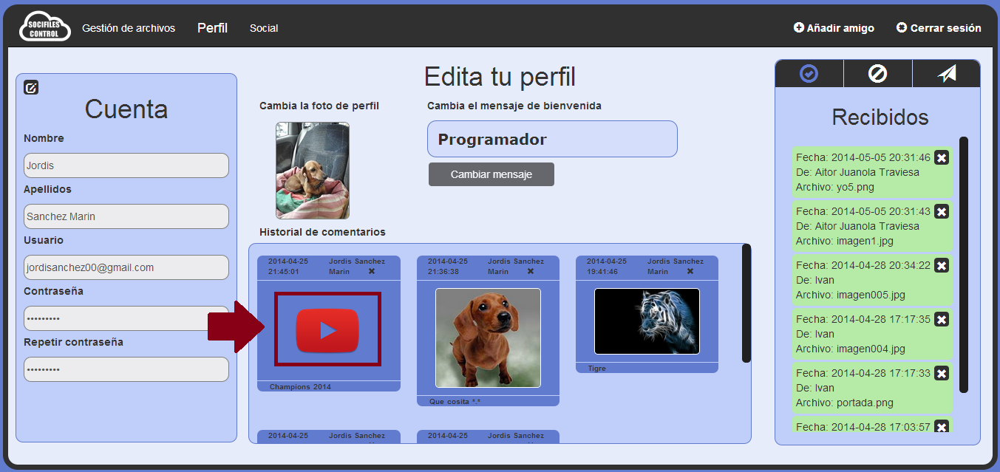 SOCIFILES
CONTROL
Gestión de archivos
Perfil
Social
Añadir amigo
Cerrar sesión
Cuenta
Nombre
Jordis
Apellidos
Sanchez Marin
Usuario
jordisanchez00@gmail.com
Contraseña
•••••••••
Repetir contraseña
•••••••••
Edita tu perfil
Cambia la foto de perfil
Cambia el mensaje de bienvenida
Programador
Cambiar mensaje
Historial de comentarios
2014-04-25
21:45:01
Jordis Sanchez
Marin
Champions 2014
2014-04-25
21:36:38
Jordis Sanchez
Marin
Que cosita *.*
2014-04-25
19:41:46
Jordis Sanchez
Marin
Tigre
2014-04-25
Jordis Sanchez
2014-04-25
Jordis Sanchez
Recibidos
Fecha: 2014-05-05 20:31:46
De: Aitor Juanola Traviesa
Archivo: yo5.png
Fecha: 2014-05-05 20:31:43
De: Aitor Juanola Traviesa
Archivo: imagen1.jpg
Fecha: 2014-04-28 20:34:22
De: Ivan
Archivo: imagen005.jpg
Fecha: 2014-04-28 17:17:35
De: Ivan
Archivo: imagen004.jpg
Fecha: 2014-04-28 17:17:33
De: Ivan
Archivo: portada.png
Fecha: 2014-04-28 17:03:57